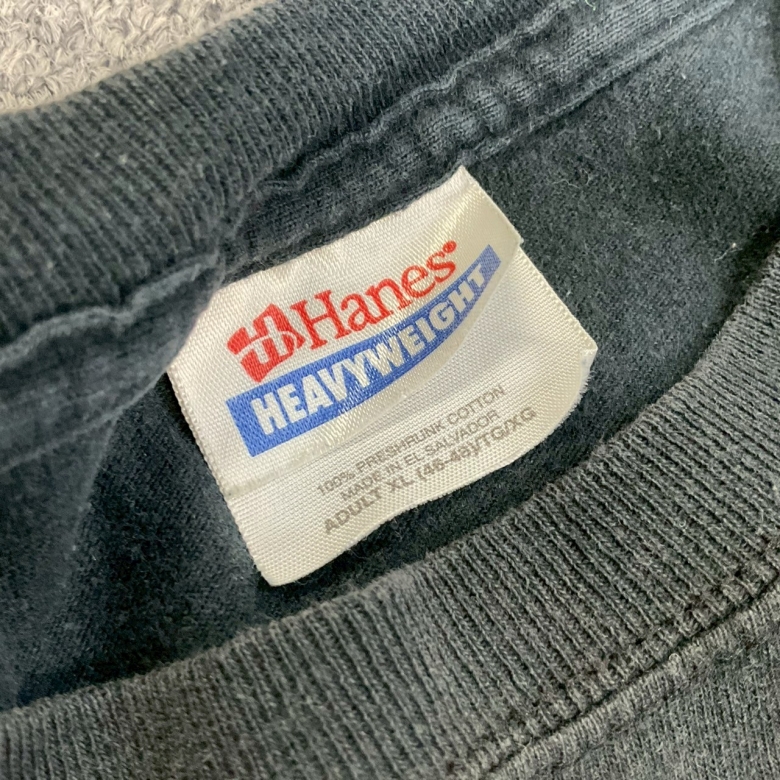 Hanes®
HEAVYWEIGHT
100% PRESHRUNK COTTON
MADE IN EL SALVADOR
ADULT XL (46-48)/TG/XG